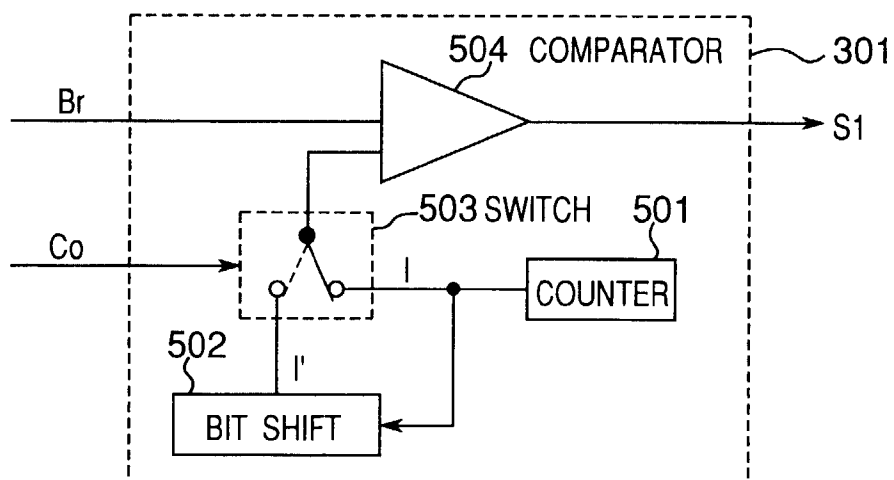 504 COMPARATOR
301
Br
S1
503 SWITCH
501
Co
I
COUNTER
502
I'
BIT SHIFT